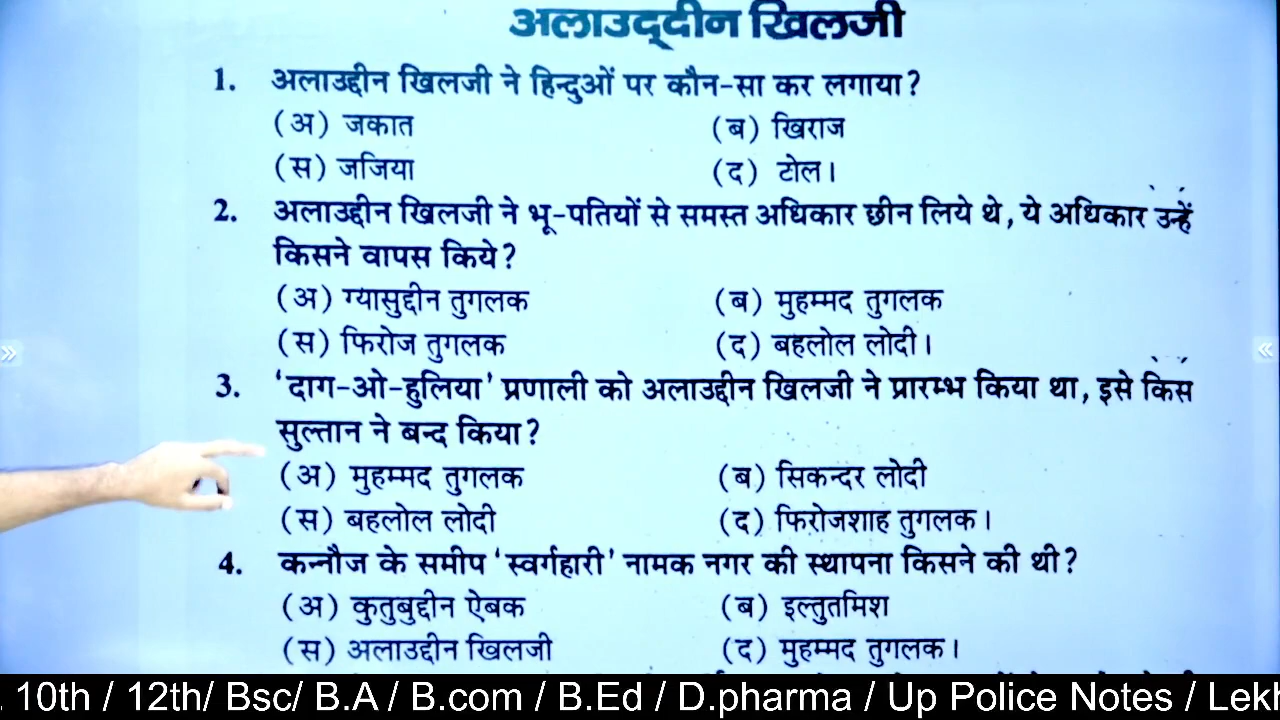 अलाउद्दीन खिलजी
1. अलाउद्दीन खिलजी ने हिन्दुओं पर कौन-सा कर लगाया?
(अ) जकात (ब) खिराज
(स) जजिया (द) टोल।
2. अलाउद्दीन खिलजी ने भू-पतियों से समस्त अधिकार छीन लिये थे, ये अधिकार उन्हें
किसने वापस किये?
(अ) ग्यासुद्दीन तुगलक (ब) मुहम्मद तुगलक
(स) फिरोज तुगलक (द) बहलोल लोदी।
3. 'दाग-ओ-हुलिया' प्रणाली को अलाउद्दीन खिलजी ने प्रारम्भ किया था, इसे किस
सुल्तान ने बन्द किया?
(अ) मुहम्मद तुगलक (ब) सिकन्दर लोदी
(स) बहलोल लोदी (द) फिरोजशाह तुगलक।
4. कन्नौज के समीप 'स्वर्गहारी' नामक नगर की स्थापना किसने की थी?
(अ) कुतुबुद्दीन ऐबक (ब) इल्तुतमिश
(स) अलाउद्दीन खिलजी (द) मुहम्मद तुगलक।
10th / 12th/ Bsc/ B.A / B.com / B.Ed / D.pharma / Up Police Notes / Lekh